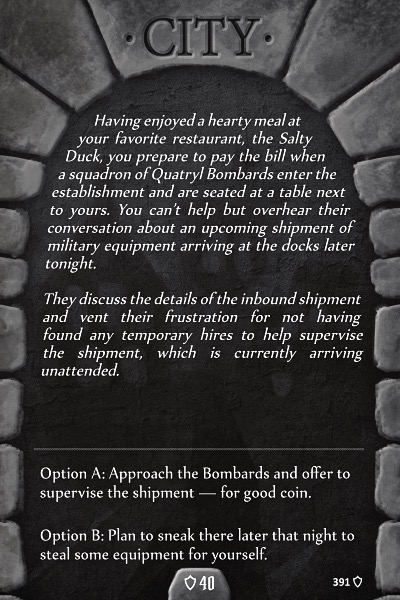 ·CITY·
Having enjoyed a hearty meal at
your favorite restaurant, the Salty
Duck, you prepare to pay the bill when
a squadron of Quatryl Bombards enter the
establishment and are seated at a table next
to yours. You can't help but overhear their
conversation about an upcoming shipment of
military equipment arriving at the docks later
tonight.
They discuss the details of the inbound shipment
and vent their frustration for not having
found any temporary hires to help supervise
the shipment, which is currently arriving
unattended.
Option A: Approach the Bombards and offer to
supervise the shipment — for good coin.
Option B: Plan to sneak there later that night to
steal some equipment for yourself.
40
391